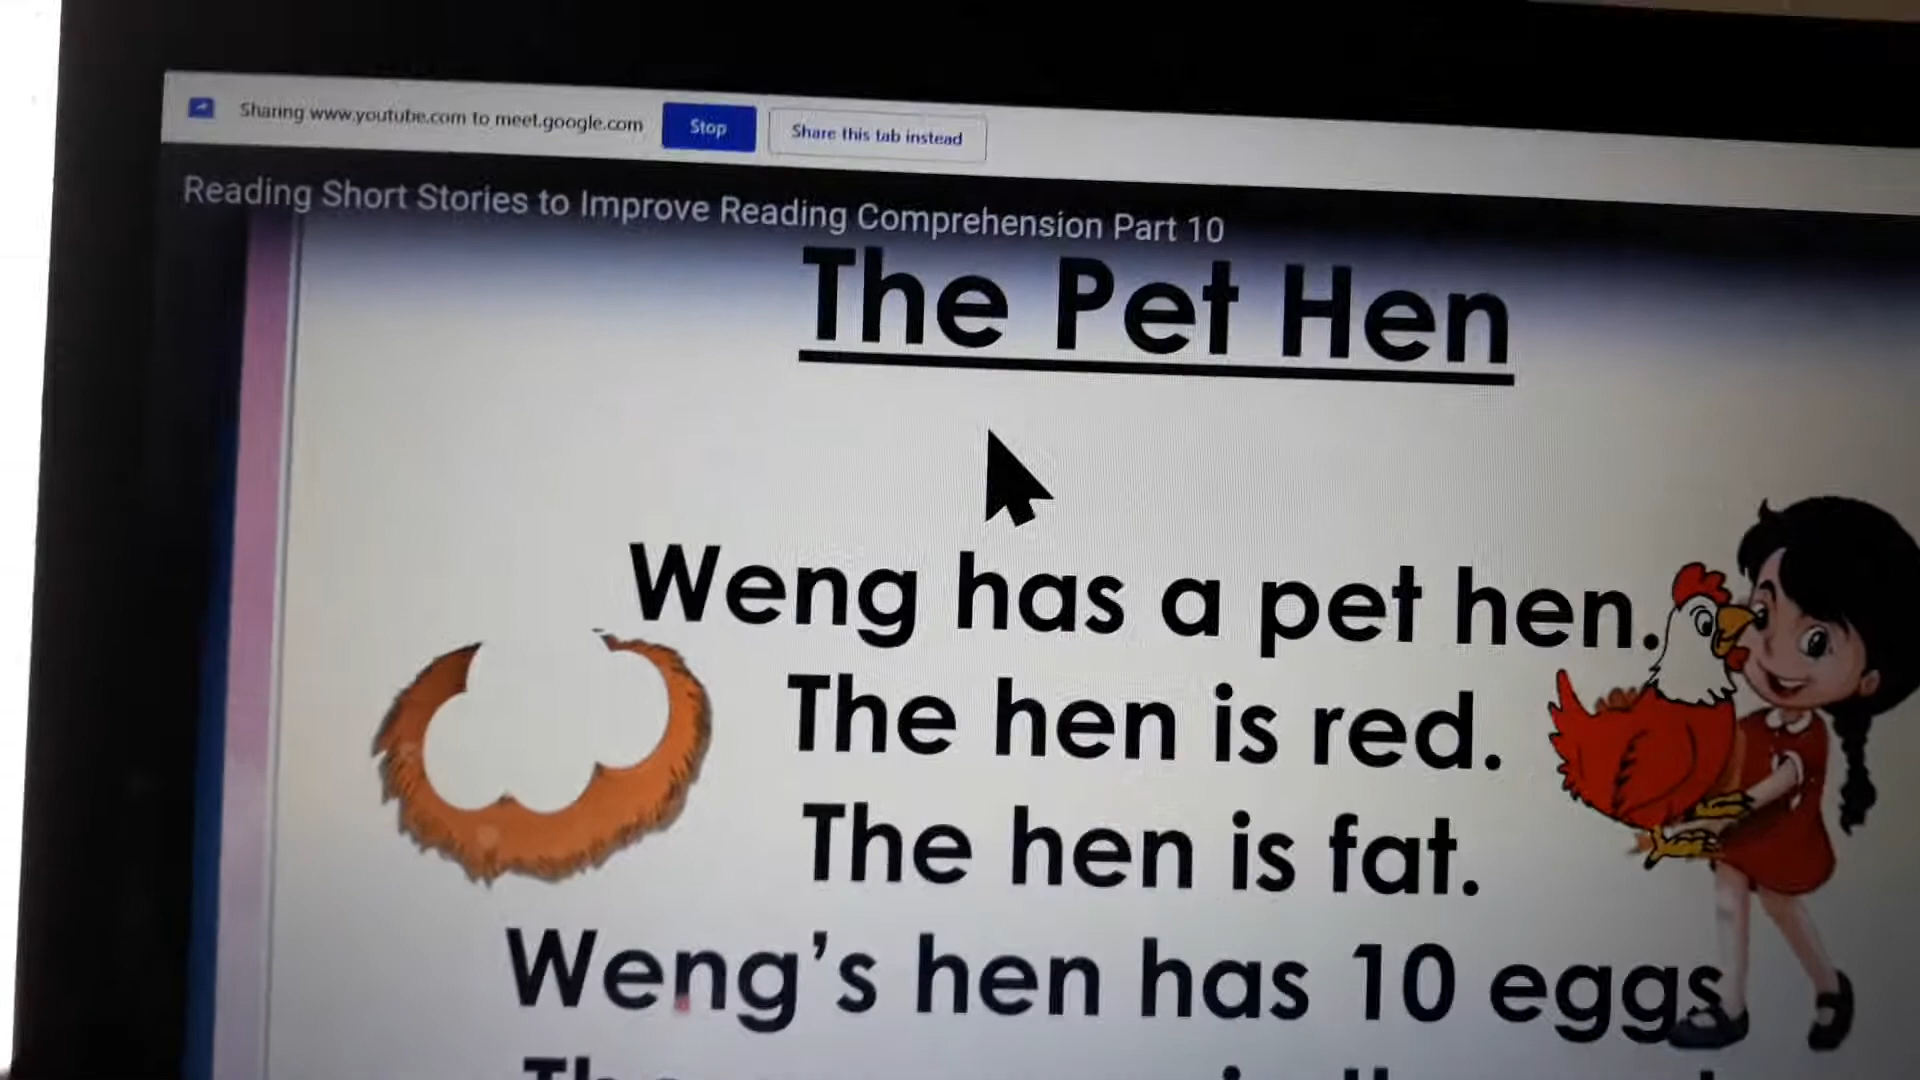 Sharing www.youtube.com to meet.google.com Stop Share this tab instead
Reading Short Stories to Improve Reading Comprehension Part 10
The Pet Hen
Weng has a pet hen.
The hen is red.
The hen is fat.
Weng's hen has 10 eggs